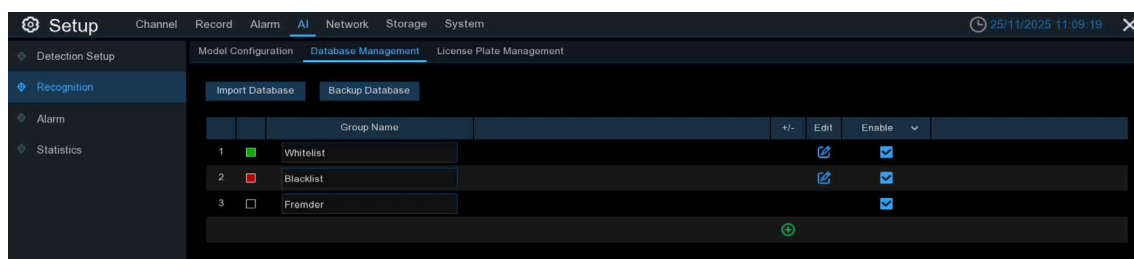 Setup Channel Record Alarm AI Network Storage System 25/11/2025 11:09:19
Detection Setup
Recognition
Alarm
Statistics
Model Configuration Database Management License Plate Management
Import Database Backup Database
Group Name +/- Edit Enable
1 Whitelist
2 Blacklist
3 Fremder